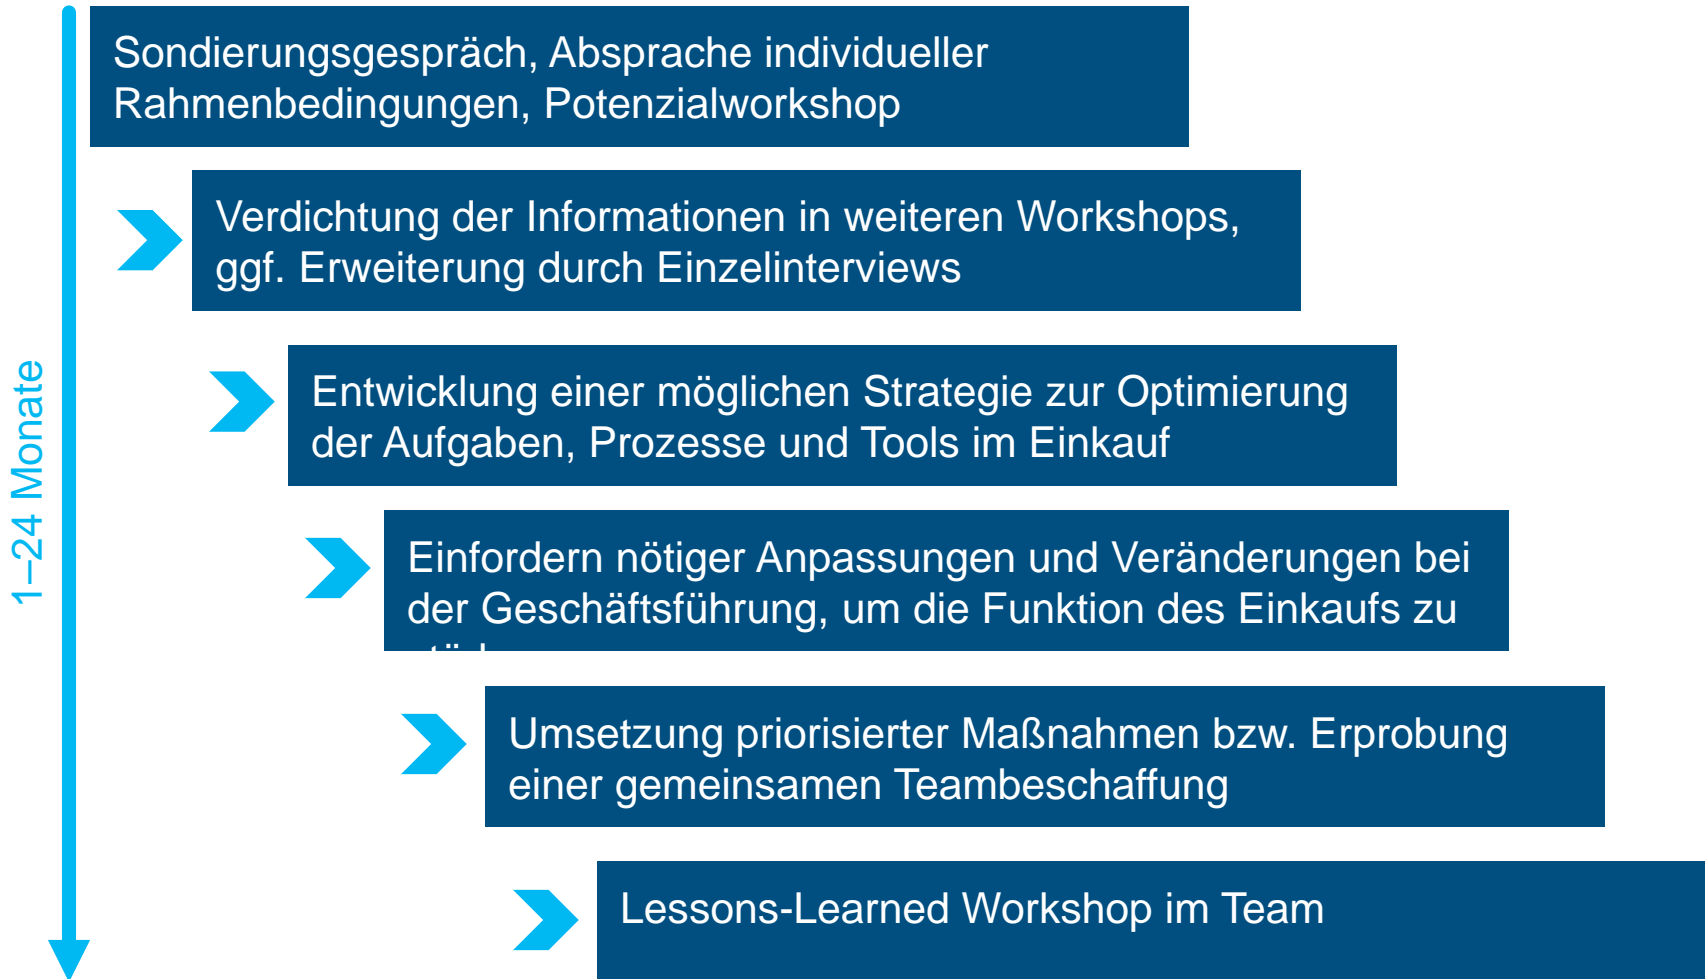 Sondierungsgespräch, Absprache individueller
Rahmenbedingungen, Potenzialworkshop
Verdichtung der Informationen in weiteren Workshops,
ggf. Erweiterung durch Einzelinterviews
1–24 Monate
Entwicklung einer möglichen Strategie zur Optimierung
der Aufgaben, Prozesse und Tools im Einkauf
Einfordern nötiger Anpassungen und Veränderungen bei
der Geschäftsführung, um die Funktion des Einkaufs zu
Umsetzung priorisierter Maßnahmen bzw. Erprobung
einer gemeinsamen Teambeschaffung
Lessons-Learned Workshop im Team